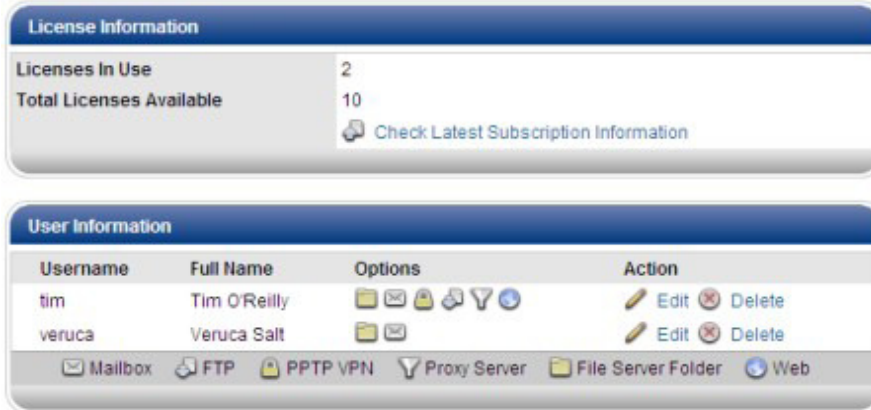 License Information
Licenses In Use 2
Total Licenses Available 10
Check Latest Subscription Information
User Information
Username Full Name Options Action
tim Tim O'Reilly Edit Delete
veruca Veruca Salt Edit Delete
Mailbox FTP PPTP VPN Proxy Server File Server Folder Web